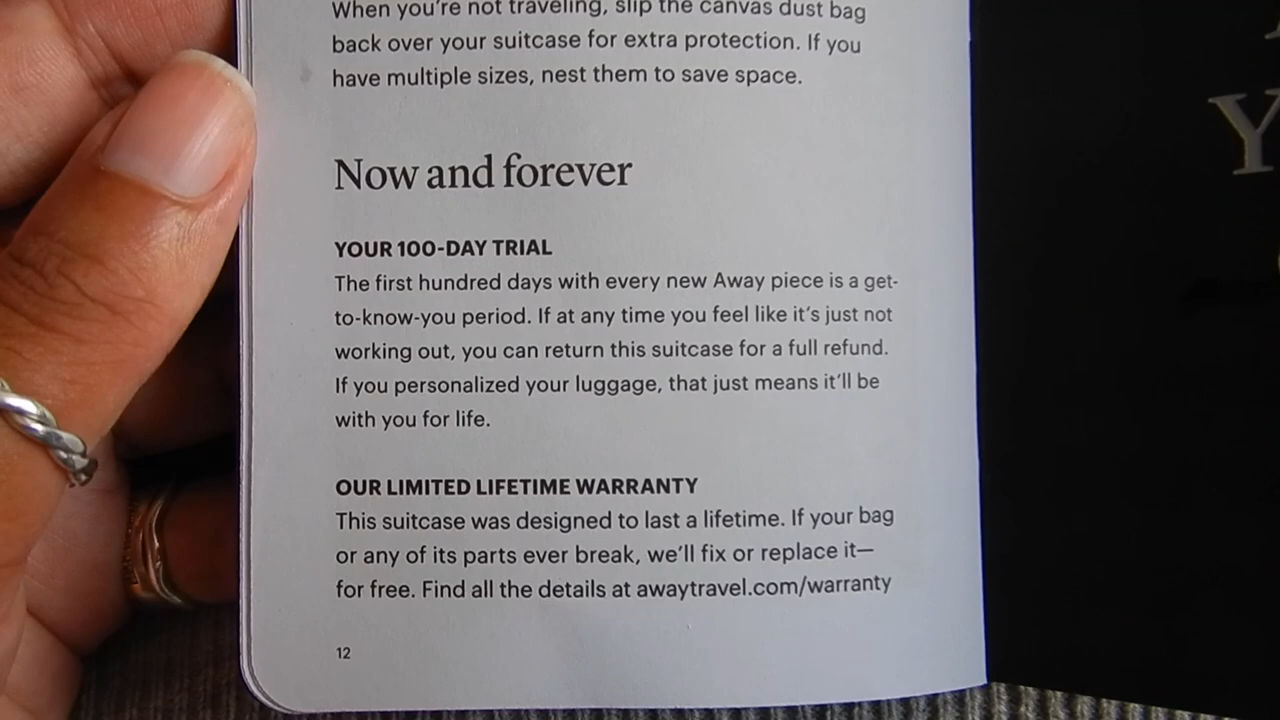 When you're not traveling, slip the canvas dust bag
back over your suitcase for extra protection. If you
have multiple sizes, nest them to save space.
Now and forever
YOUR 100-DAY TRIAL
The first hundred days with every new Away piece is a get-
to-know-you period. If at any time you feel like it's just not
working out, you can return this suitcase for a full refund.
If you personalized your luggage, that just means it'll be
with you for life.
OUR LIMITED LIFETIME WARRANTY
This suitcase was designed to last a lifetime. If your bag
or any of its parts ever break, we'll fix or replace it—
for free. Find all the details at awaytravel.com/warranty
12